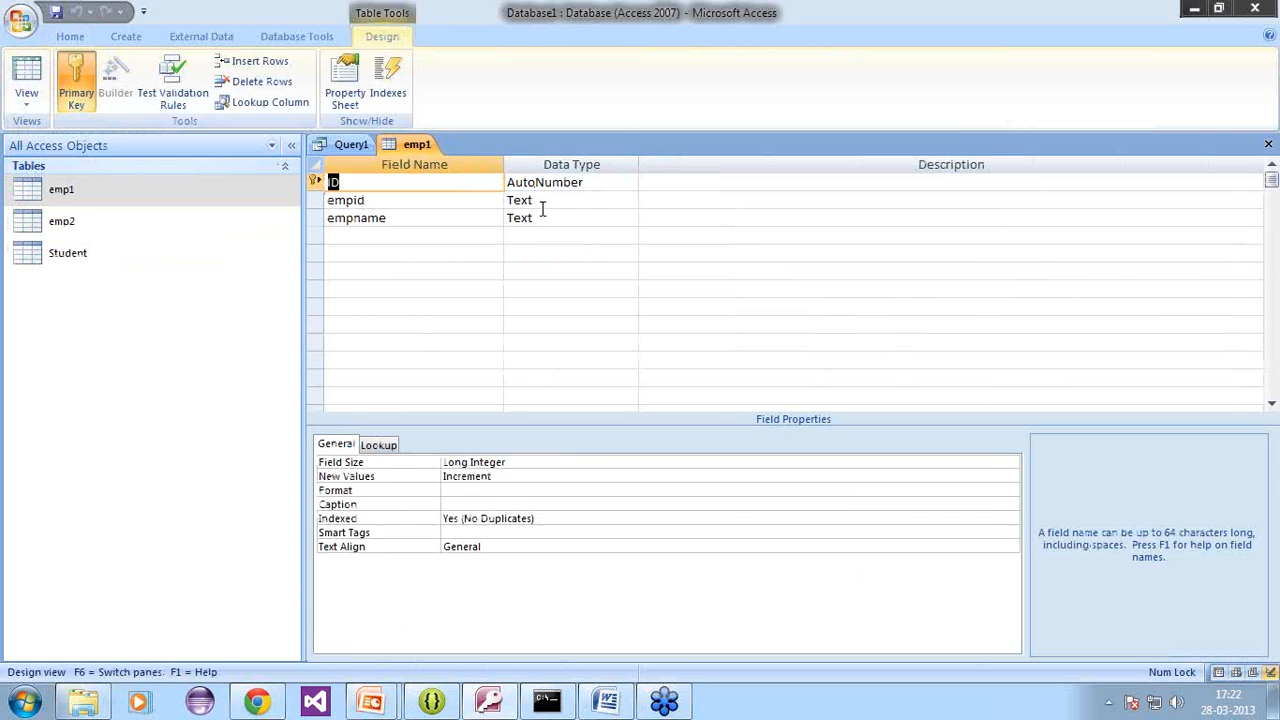 Table Tools
Database1 : Database (Access 2007) - Microsoft Access
Home Create External Data Database Tools Design
View
Primary Key
Builder
Test Validation Rules
Insert Rows
Delete Rows
Lookup Column
Property Sheet
Indexes
Views Tools Show/Hide
All Access Objects
Tables
emp1
emp2
Student
Query1 emp1
Field Name Data Type Description
ID AutoNumber
empid Text
empname Text
Field Properties
General Lookup
Field Size Long Integer
New Values Increment
Format
Caption
Indexed Yes (No Duplicates)
Smart Tags
Text Align General
A field name can be up to 64 characters long,
including spaces. Press F1 for help on field
names.
Design view F6 = Switch panes. F1 = Help
Num Lock
17:22
28-03-2013